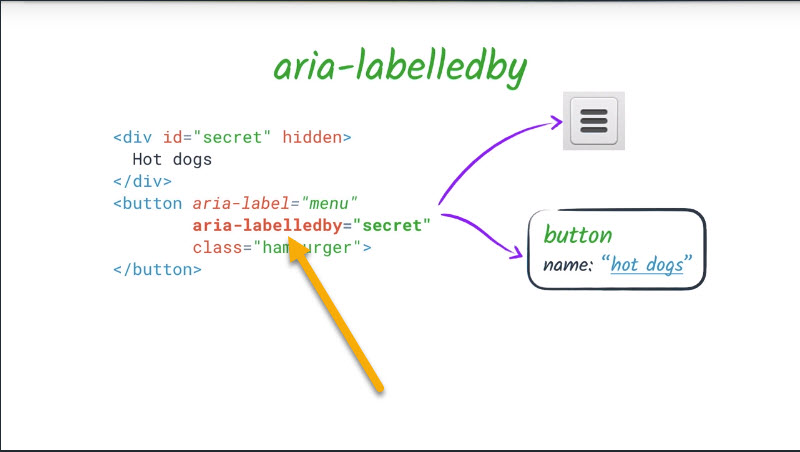 aria-labelledby
<div id="secret" hidden>
Hot dogs
</div>
<button aria-label="menu"
aria-labelledby="secret"
class="hamburger">
</button>
button
name: “hot dogs”